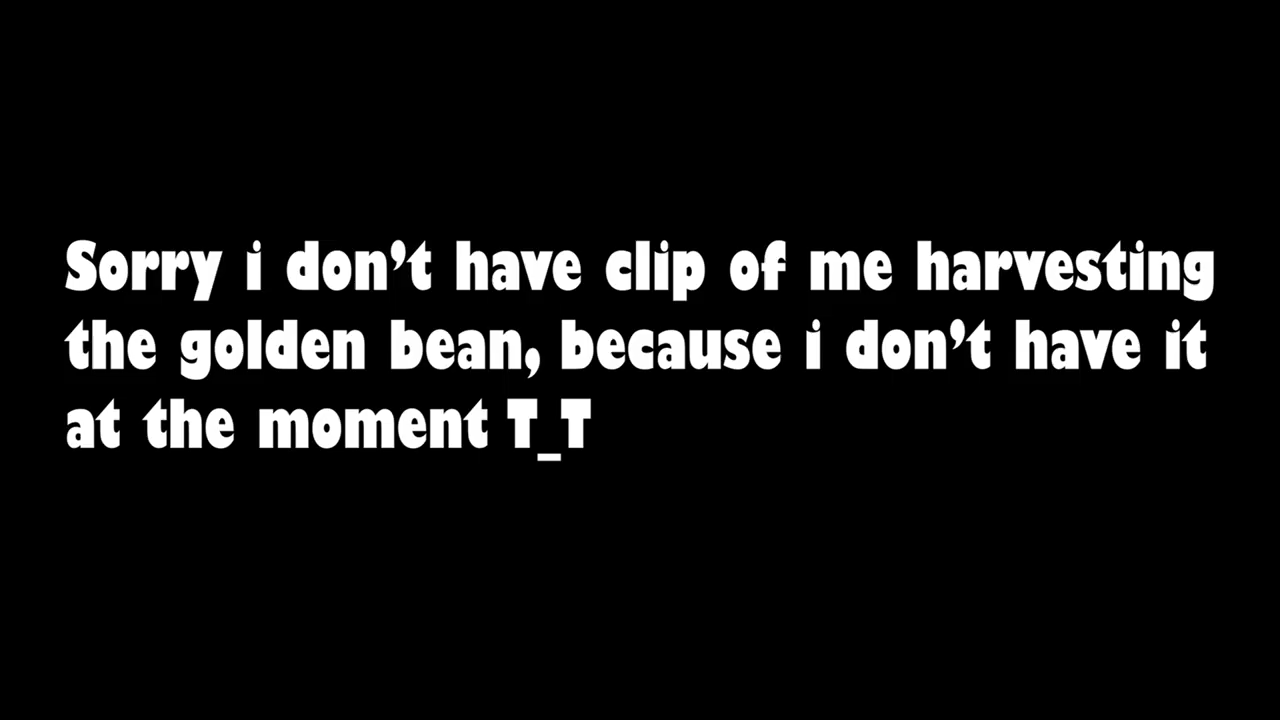 Sorry i don't have clip of me harvesting
the golden bean, because i don't have it
at the moment T_T